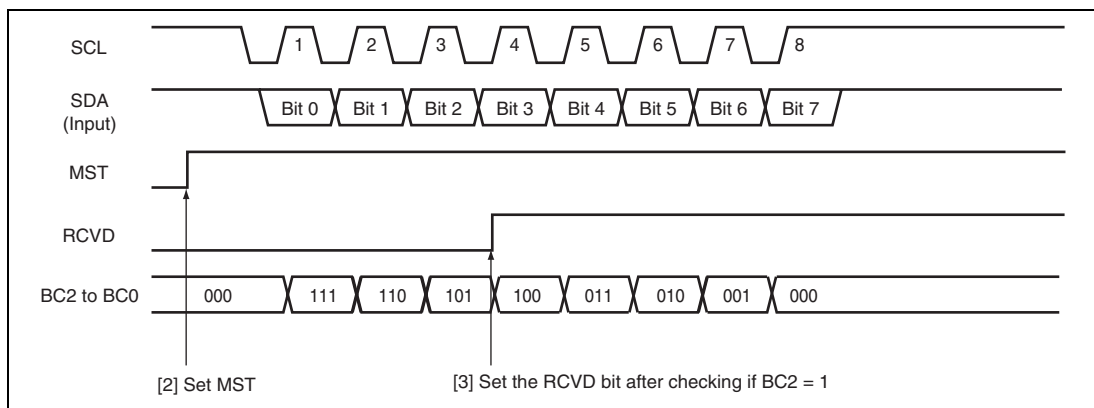 SCL 1 2 3 4 5 6 7 8
SDA
(Input)
Bit 0 Bit 1 Bit 2 Bit 3 Bit 4 Bit 5 Bit 6 Bit 7
MST
RCVD
BC2 to BC0 000 111 110 101 100 011 010 001 000
[2] Set MST [3] Set the RCVD bit after checking if BC2 = 1